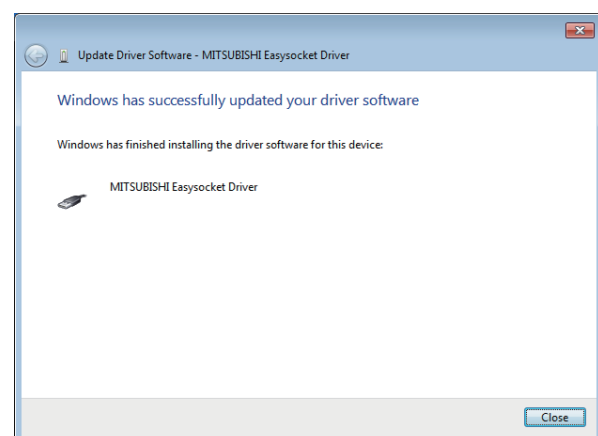 Update Driver Software - MITSUBISHI Easysocket Driver
Windows has successfully updated your driver software
Windows has finished installing the driver software for this device:
MITSUBISHI Easysocket Driver
Close